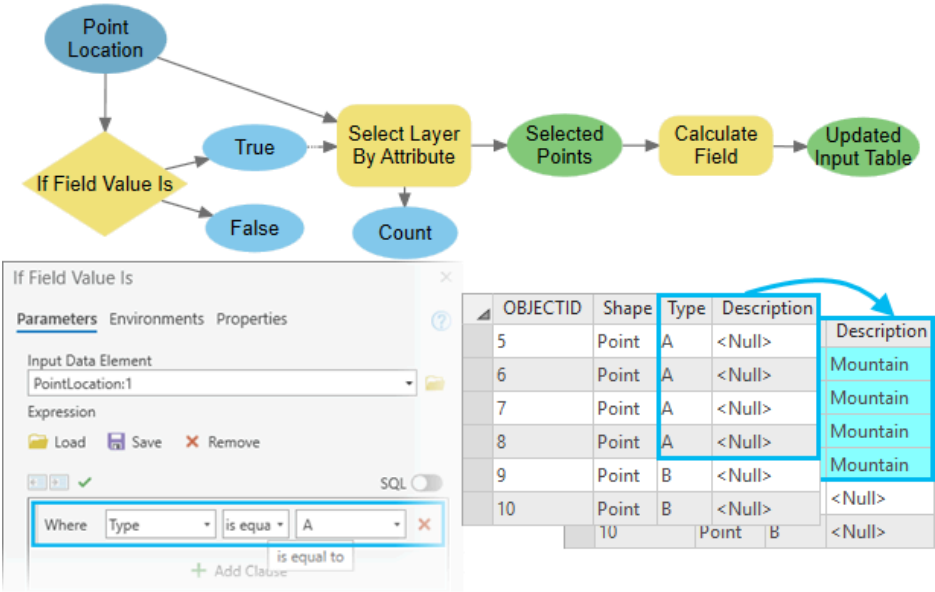 Point
Location
If Field Value Is
True
False
Select Layer
By Attribute
Count
Selected
Points
Calculate
Field
Updated
Input Table
If Field Value Is
Parameters Environments Properties
Input Data Element
PointLocation:1
Expression
Load Save Remove
SQL
Where Type is equa A
is equal to
Add Clause
OBJECTID Shape Type Description
5 Point A <Null>
6 Point A <Null>
7 Point A <Null>
8 Point A <Null>
9 Point B <Null>
10 Point B <Null>
Description
Mountain
Mountain
Mountain
Mountain
<Null>
10 Point B <Null>